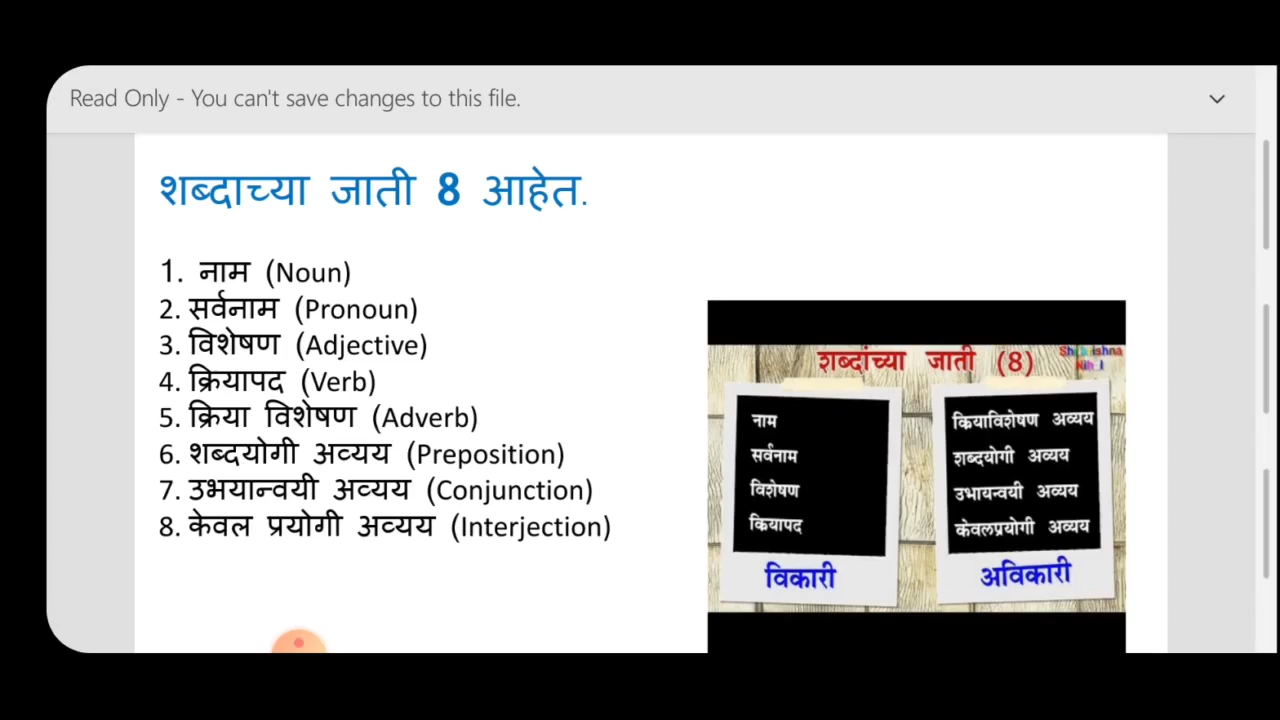 Read Only - You can't save changes to this file.
शब्दाच्या जाती 8 आहेत.
1. नाम (Noun)
2. सर्वनाम (Pronoun)
3. विशेषण (Adjective)
4. क्रियापद (Verb)
5. क्रिया विशेषण (Adverb)
6. शब्दयोगी अव्यय (Preposition)
7. उभयान्वयी अव्यय (Conjunction)
8. केवल प्रयोगी अव्यय (Interjection)
शब्दांच्या जाती (8)
नाम
सर्वनाम
विशेषण
कियापद
विकारी
कियाविशेषण अव्यय
शब्दयोगी अव्यय
उभायन्वयी अव्यय
केवलप्रयोगी अव्यय
अविकारी